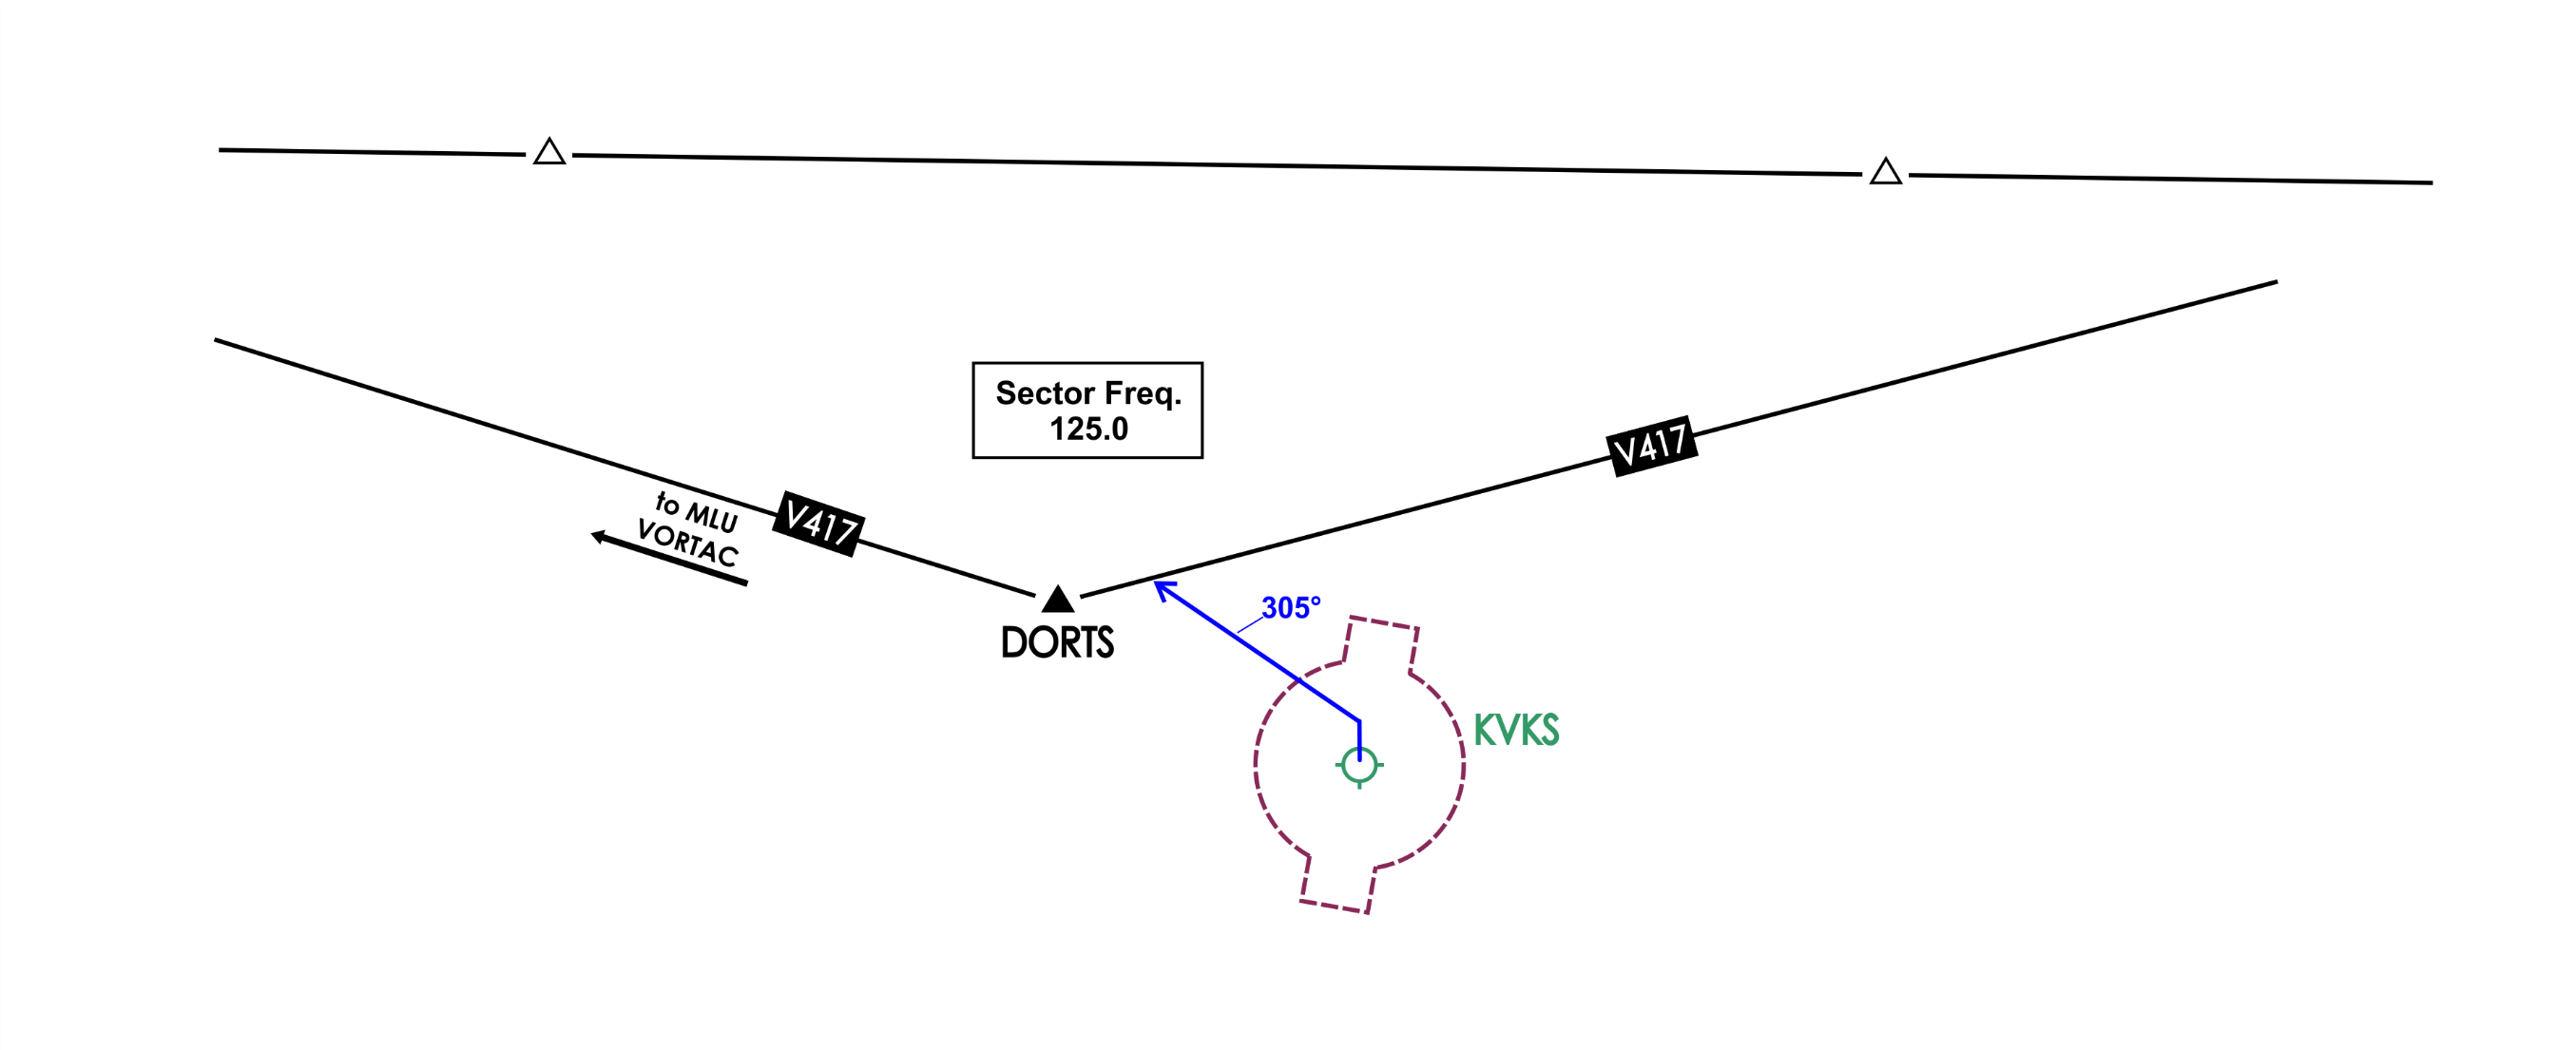 Sector Freq.
125.0
V417
V417
to MLU
VORTAC
DORTS
305°
KVKS